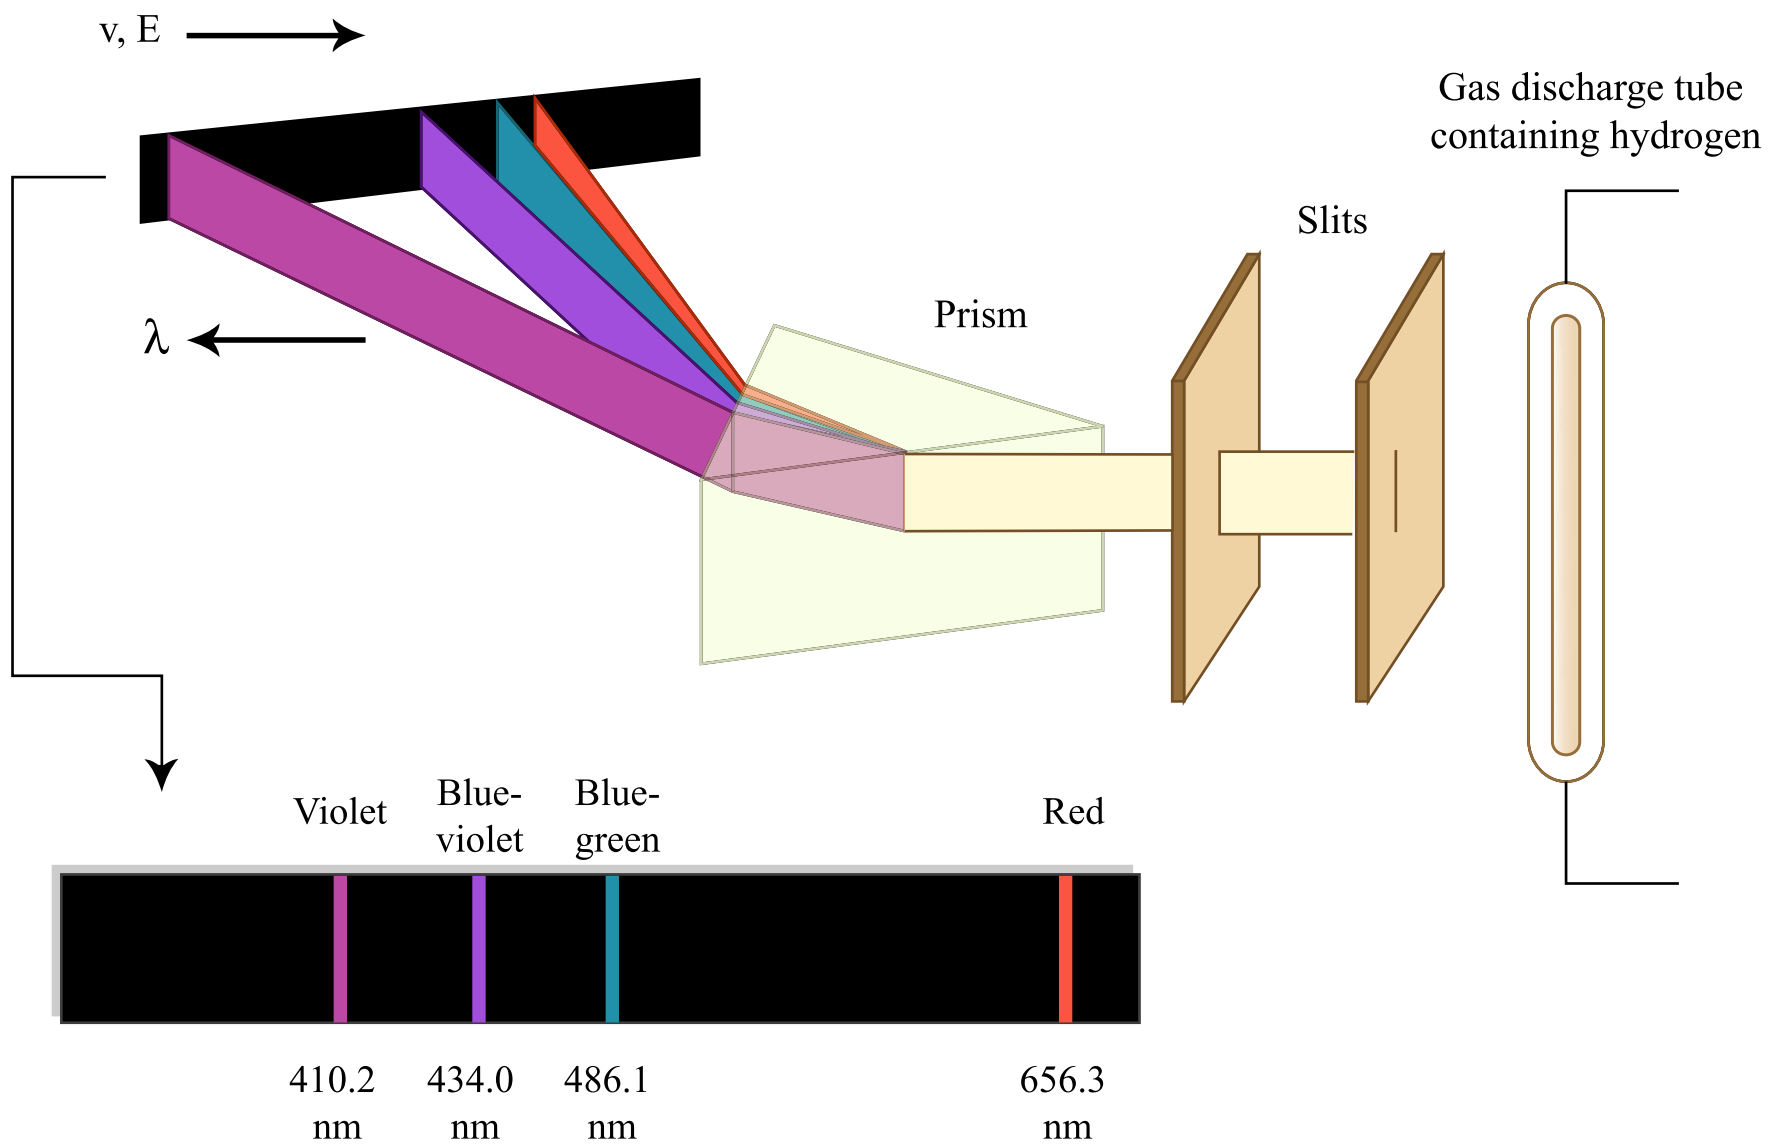 v, E
Gas discharge tube
containing hydrogen
Slits
Prism
λ
Violet
Blue-
violet
Blue-
green
Red
410.2
nm
434.0
nm
486.1
nm
656.3
nm